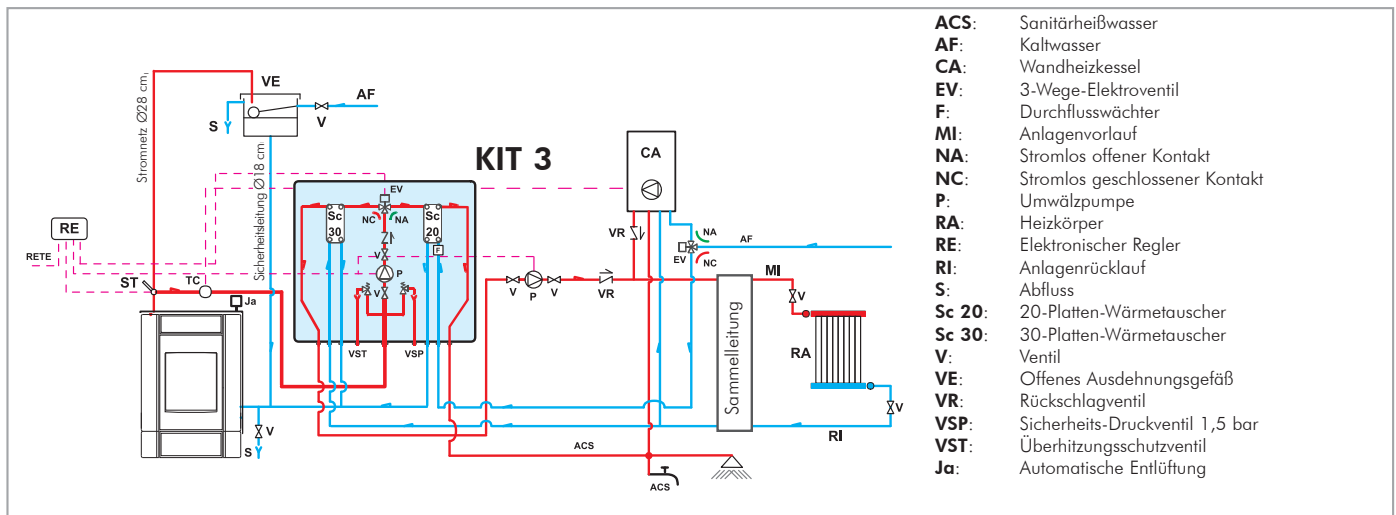 VE
AF
S
V
Stromnetz Ø28 cm
Sicherheitsleitung Ø18 cm
KIT 3
CA
EV
Sc
30
NC
NA
Sc
20
F
V
P
V
RE
RETE
ST
TC
Ja
VST
VSP
V
P
V
VR
VR
NA
EV
NC
AF
MI
V
Sammelleitung
RA
V
RI
V
S
ACS
ACS
ACS: Sanitärheißwasser
AF: Kaltwasser
CA: Wandheizkessel
EV: 3-Wege-Elektroventil
F: Durchflusswächter
MI: Anlagenvorlauf
NA: Stromlos offener Kontakt
NC: Stromlos geschlossener Kontakt
P: Umwälzpumpe
RA: Heizkörper
RE: Elektronischer Regler
RI: Anlagenrücklauf
S: Abfluss
Sc 20: 20-Platten-Wärmetauscher
Sc 30: 30-Platten-Wärmetauscher
V: Ventil
VE: Offenes Ausdehnungsgefäß
VR: Rückschlagventil
VSP: Sicherheits-Druckventil 1,5 bar
VST: Überhitzungsschutzventil
Ja: Automatische Entlüftung